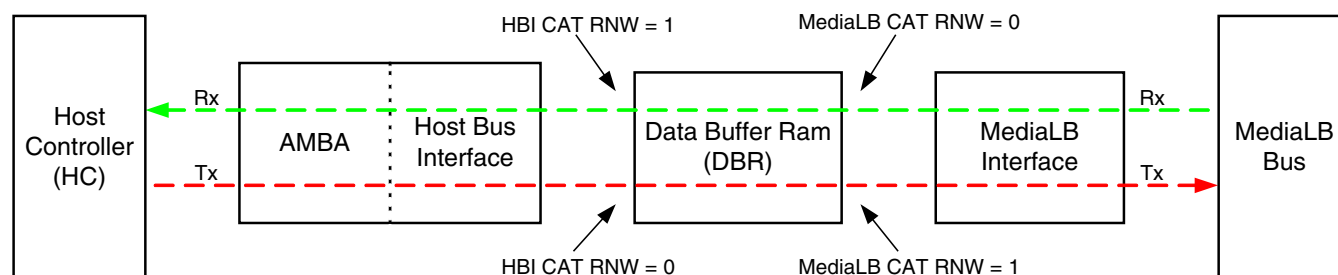 HBI CAT RNW = 1
MediaLB CAT RNW = 0
Rx
Rx
Host
Controller
(HC)
AMBA
Host Bus
Interface
Data Buffer Ram
(DBR)
MediaLB
Interface
MediaLB
Bus
Tx
Tx
HBI CAT RNW = 0
MediaLB CAT RNW = 1